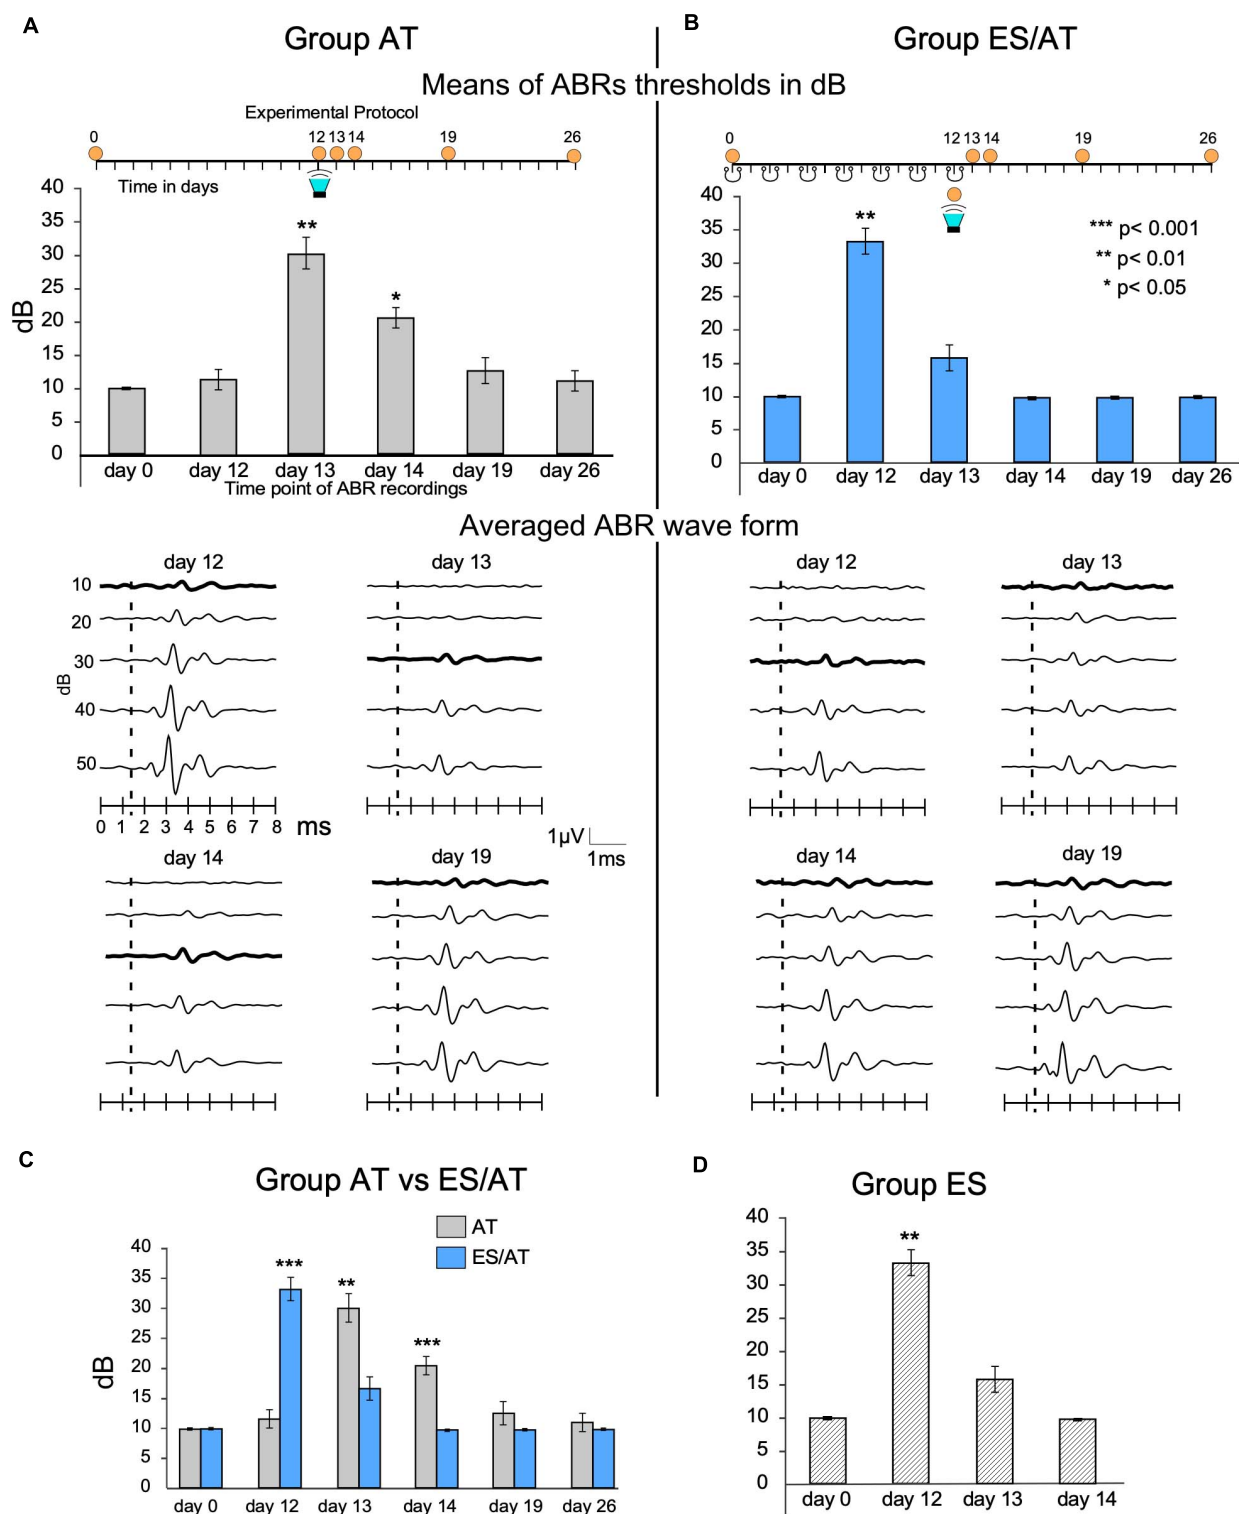 A
Group AT
B
Group ES/AT
Means of ABRs thresholds in dB
Experimental Protocol
0 12 13 14 19 26
Time in days
0 12 13 14 19 26
40
35
30
25
20
15
10
5
0
dB
**
*
day 0 day 12 day 13 day 14 day 19 day 26
Time point of ABR recordings
40
35
30
25
20
15
10
5
0
**
*** p< 0.001
** p< 0.01
* p< 0.05
day 0 day 12 day 13 day 14 day 19 day 26
Averaged ABR wave form
day 12 day 13 day 12 day 13
10
20
30
40
50
dB
0 1 2 3 4 5 6 7 8 ms
1µV
1ms
day 14 day 19 day 14 day 19
C
Group AT vs ES/AT
AT
ES/AT
40
35
30
25
20
15
10
5
0
dB
*** ** ***
day 0 day 12 day 13 day 14 day 19 day 26
D
Group ES
40
35
30
25
20
15
10
5
0
**
day 0 day 12 day 13 day 14